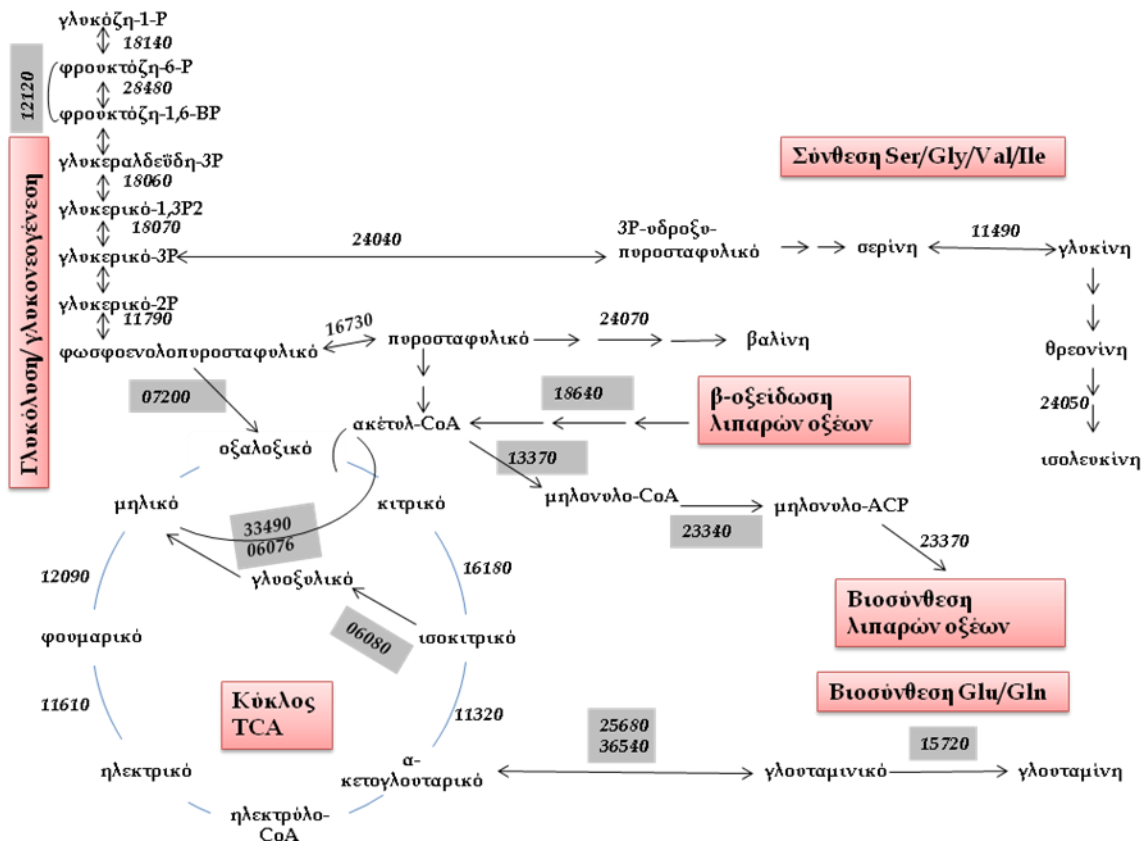 γλυκόζη-1-P
18140
φρουκτόζη-6-P
12120
28480
φρουκτόζη-1,6-BP
Γλυκόλυση/ γλυκονεογένεση
γλυκεραλδεΰδη-3P
18060
γλυκερικό-1,3P2
18070
γλυκερικό-3P
24040
3P-υδροξυ-
πυροσταφυλικό
σερίνη
11490
γλυκίνη
Σύνθεση Ser/Gly/Val/Ile
γλυκερικό-2P
11790
φωσφοενολοπυροσταφυλικό
16730
πυροσταφυλικό
24070
βαλίνη
θρεονίνη
24050
ισολευκίνη
07200
18640
β-οξείδωση
λιπαρών οξέων
οξαλοξικό
ακέτυλ-CoA
13370
μηλονυλο-CoA
23340
μηλονυλο-ACP
23370
Βιοσύνθεση
λιπαρών οξέων
μηλικό
κιτρικό
33490
06076
γλυοξυλικό
12090
16180
06080
φουμαρικό
ισοκιτρικό
11610
Κύκλος
TCA
11320
Βιοσύνθεση Glu/Gln
25680
36540
15720
ηλεκτρικό
α-
κετογλουταρικό
γλουταμινικό
γλουταμίνη
ηλεκτρύλο-
CoA